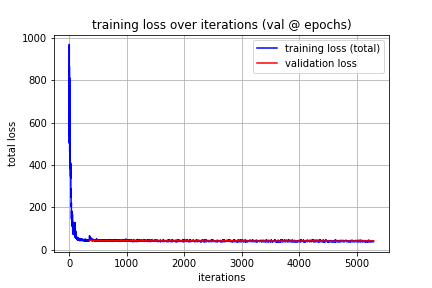 training loss over iterations (val @ epochs)
training loss (total)
validation loss
total loss
1000
800
600
400
200
0
0
1000
2000
3000
4000
5000
iterations